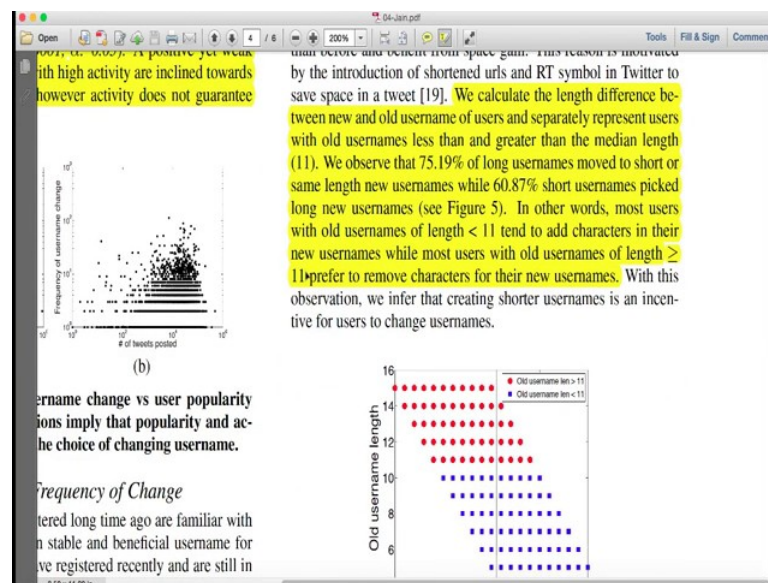 04-Jain.pdf
Open
4 / 6
200%
Tools
Fill & Sign
Commen
ith high activity are inclined towards
however activity does not guarantee
Frequency of username change
# of tweets posted
(b)
ername change vs user popularity
ions imply that popularity and ac-
he choice of changing username.
Frequency of Change
tered long time ago are familiar with
n stable and beneficial username for
ve registered recently and are still in
than before and benefit from space gain. This reason is motivated
by the introduction of shortened urls and RT symbol in Twitter to
save space in a tweet [19]. We calculate the length difference be-
tween new and old username of users and separately represent users
with old usernames less than and greater than the median length
(11). We observe that 75.19% of long usernames moved to short or
same length new usernames while 60.87% short usernames picked
long new usernames (see Figure 5). In other words, most users
with old usernames of length < 11 tend to add characters in their
new usernames while most users with old usernames of length ≥
11 prefer to remove characters for their new usernames. With this
observation, we infer that creating shorter usernames is an incen-
tive for users to change usernames.
Old username length
16
14
12
10
8
6
Old username len > 11
Old username len < 11